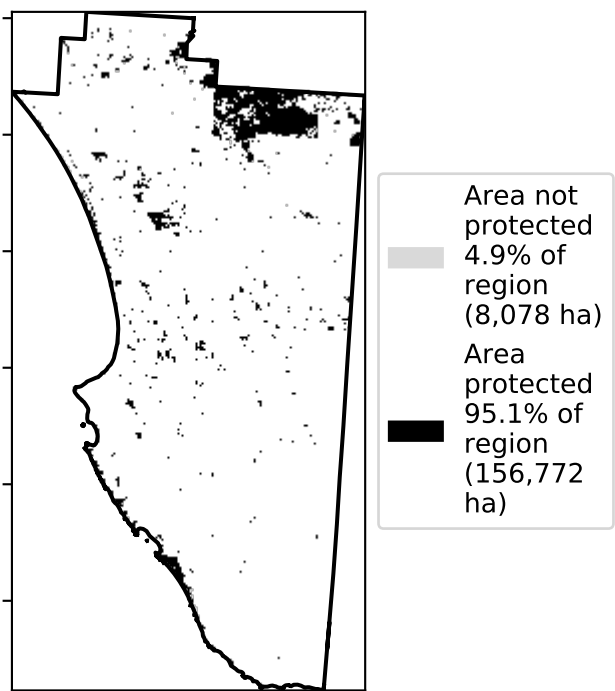 Area not
protected
4.9% of
region
(8,078 ha)
Area
protected
95.1% of
region
(156,772
ha)